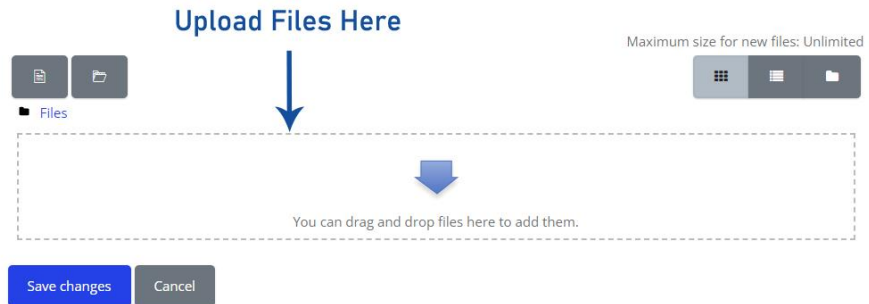 Upload Files Here
Maximum size for new files: Unlimited
Files
You can drag and drop files here to add them.
Save changes
Cancel